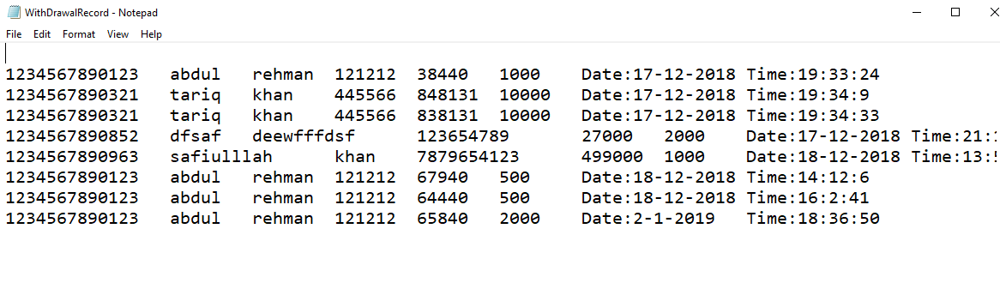 WithDrawalRecord - Notepad
File Edit Format View Help
1234567890123 abdul rehman 121212 38440 1000 Date:17-12-2018 Time:19:33:24
1234567890321 tariq khan 445566 848131 10000 Date:17-12-2018 Time:19:34:9
1234567890321 tariq khan 445566 838131 10000 Date:17-12-2018 Time:19:34:33
1234567890852 dfsaf deewfffdsf 123654789 27000 2000 Date:17-12-2018 Time:21:
1234567890963 safiulllah khan 7879654123 499000 1000 Date:18-12-2018 Time:13:
1234567890123 abdul rehman 121212 67940 500 Date:18-12-2018 Time:14:12:6
1234567890123 abdul rehman 121212 64440 500 Date:18-12-2018 Time:16:2:41
1234567890123 abdul rehman 121212 65840 2000 Date:2-1-2019 Time:18:36:50